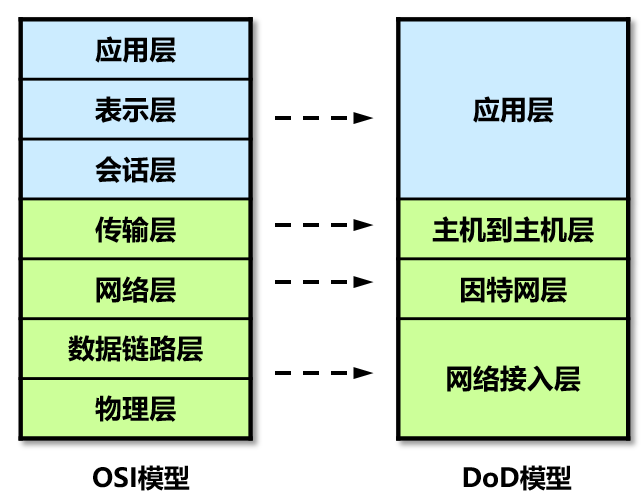 应用层
表示层
会话层
传输层
网络层
数据链路层
物理层
OSI模型
应用层
主机到主机层
因特网层
网络接入层
DoD模型